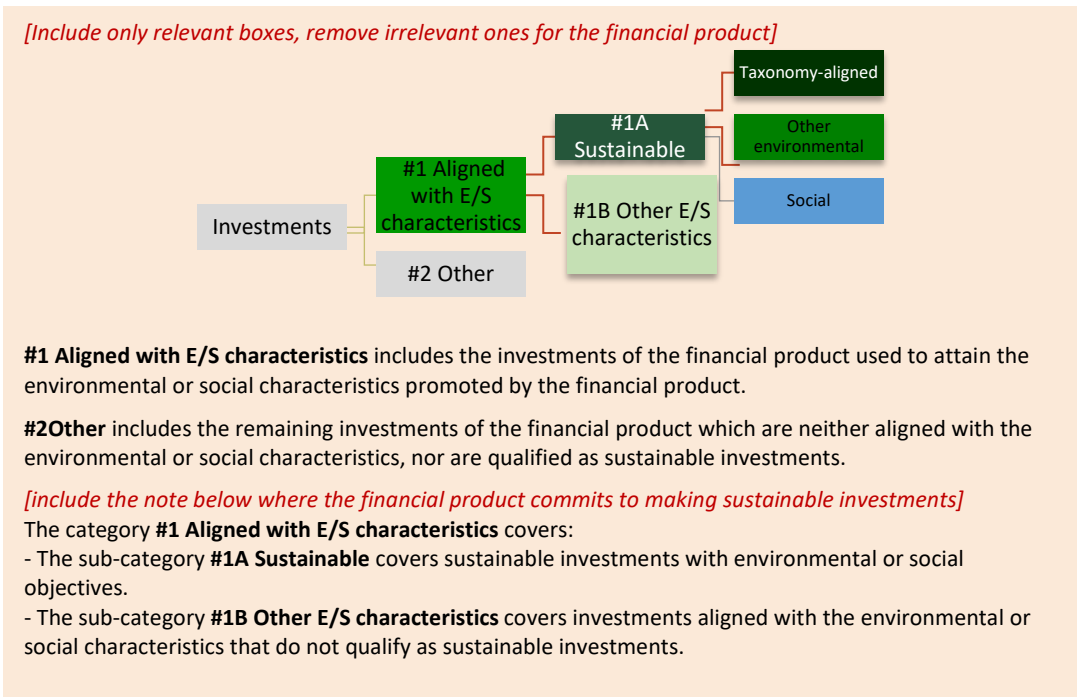 [Include only relevant boxes, remove irrelevant ones for the financial product]
Taxonomy-aligned
#1A
Sustainable
Other
environmental
#1 Aligned
with E/S
characteristics
#1B Other E/S
characteristics
Social
Investments
#2 Other
#1 Aligned with E/S characteristics includes the investments of the financial product used to attain the
environmental or social characteristics promoted by the financial product.
#2Other includes the remaining investments of the financial product which are neither aligned with the
environmental or social characteristics, nor are qualified as sustainable investments.
[include the note below where the financial product commits to making sustainable investments]
The category #1 Aligned with E/S characteristics covers:
- The sub-category #1A Sustainable covers sustainable investments with environmental or social
objectives.
- The sub-category #1B Other E/S characteristics covers investments aligned with the environmental or
social characteristics that do not qualify as sustainable investments.